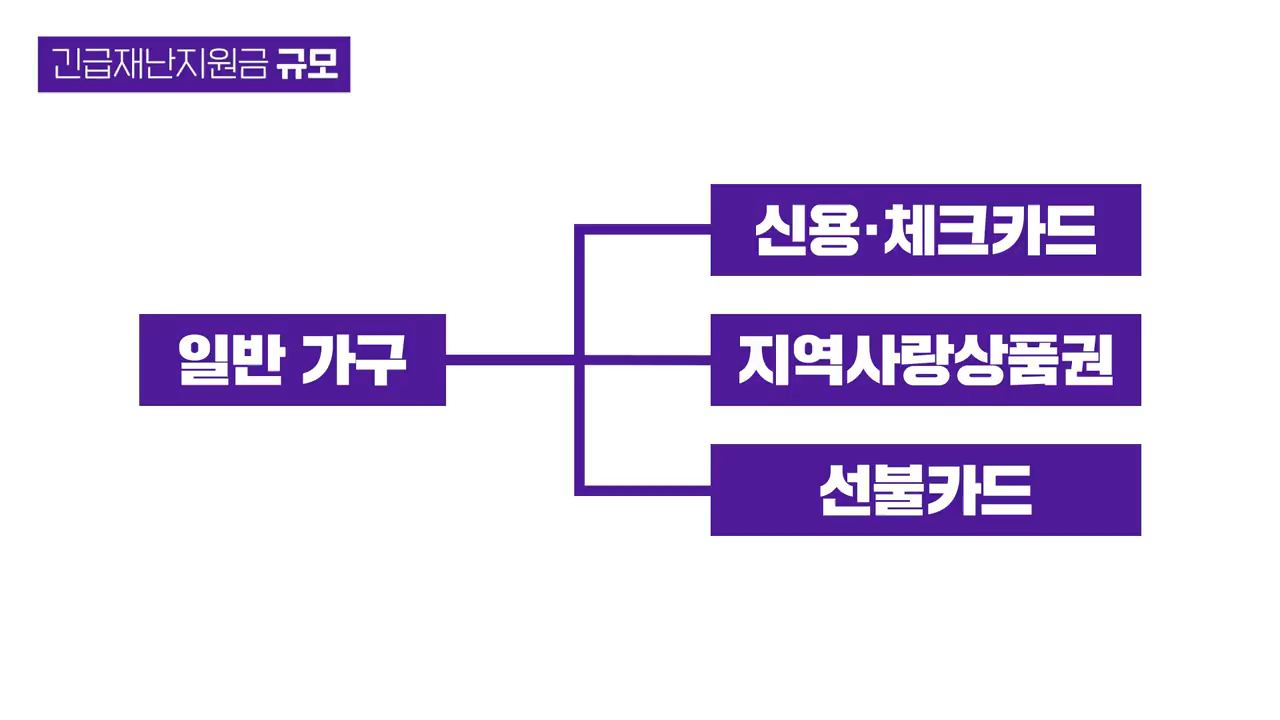 긴급재난지원금 규모
일반 가구
신용·체크카드
지역사랑상품권
선불카드